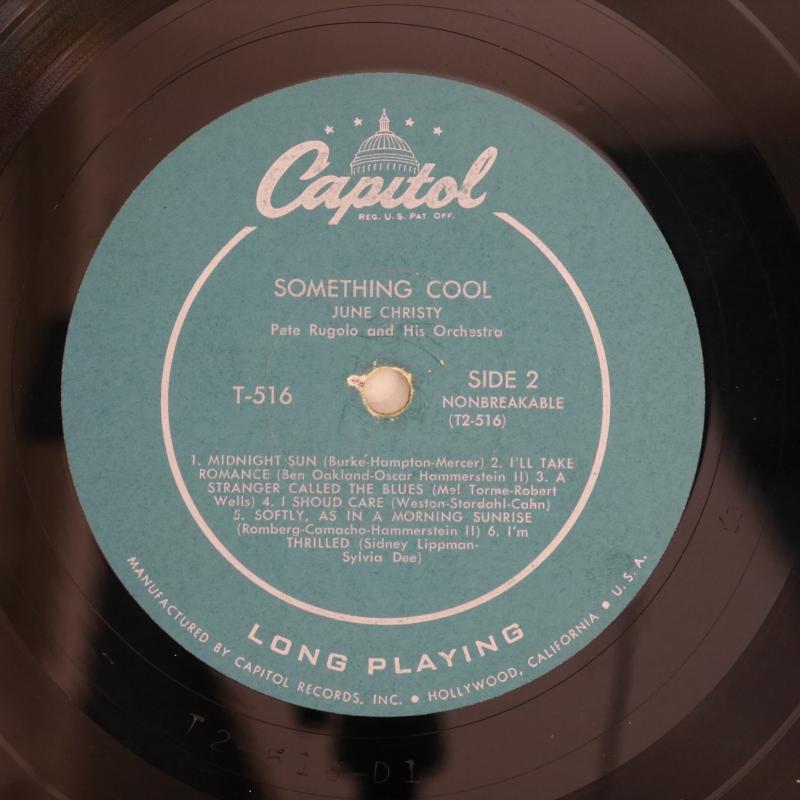 Capitol
REG. U.S. PAT. OFF.
SOMETHING COOL
JUNE CHRISTY
Pete Rugolo and His Orchestra
T-516
SIDE 2
NONBREAKABLE
(T2-516)
1. MIDNIGHT SUN (Burke-Hampton-Mercer) 2. I'LL TAKE
ROMANCE (Ben Oakland-Oscar Hammerstein II) 3. A
STRANGER CALLED THE BLUES (Mel Torme-Robert
Wells) 4. I SHOUD CARE (Weston-Stordahl-Cahn)
5. SOFTLY, AS IN A MORNING SUNRISE
(Romberg-Camacho-Hammerstein II) 6. I'm
THRILLED (Sidney Lippman-
Sylvia Dee)
LONG PLAYING
MANUFACTURED BY CAPITOL RECORDS, INC. • HOLLYWOOD, CALIFORNIA • U.S.A.
T2-516-D1